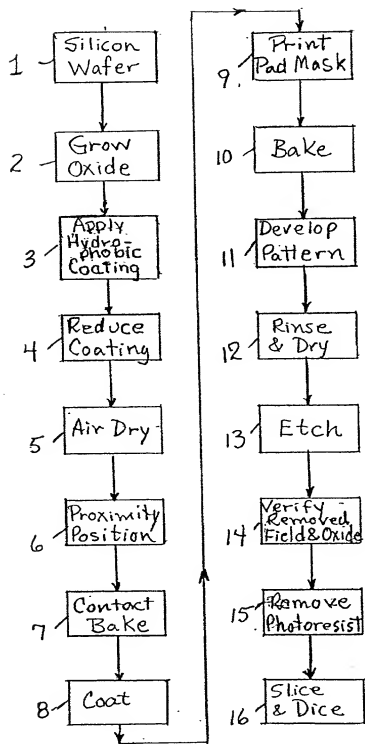 1
Silicon
Wafer
2
Grow
Oxide
3
Apply
Hydro-
phobic
Coating
4
Reduce
Coating
5
Air Dry
6
Proximity
Position
7
Contact
Bake
8
Coat
9.
Print
Pad Mask
10
Bake
11
Develop
Pattern
12
Rinse
& Dry
13
Etch
14
Verify
Removed
Field & Oxide
15
Remove
Photoresist
16
Slice
& Dice